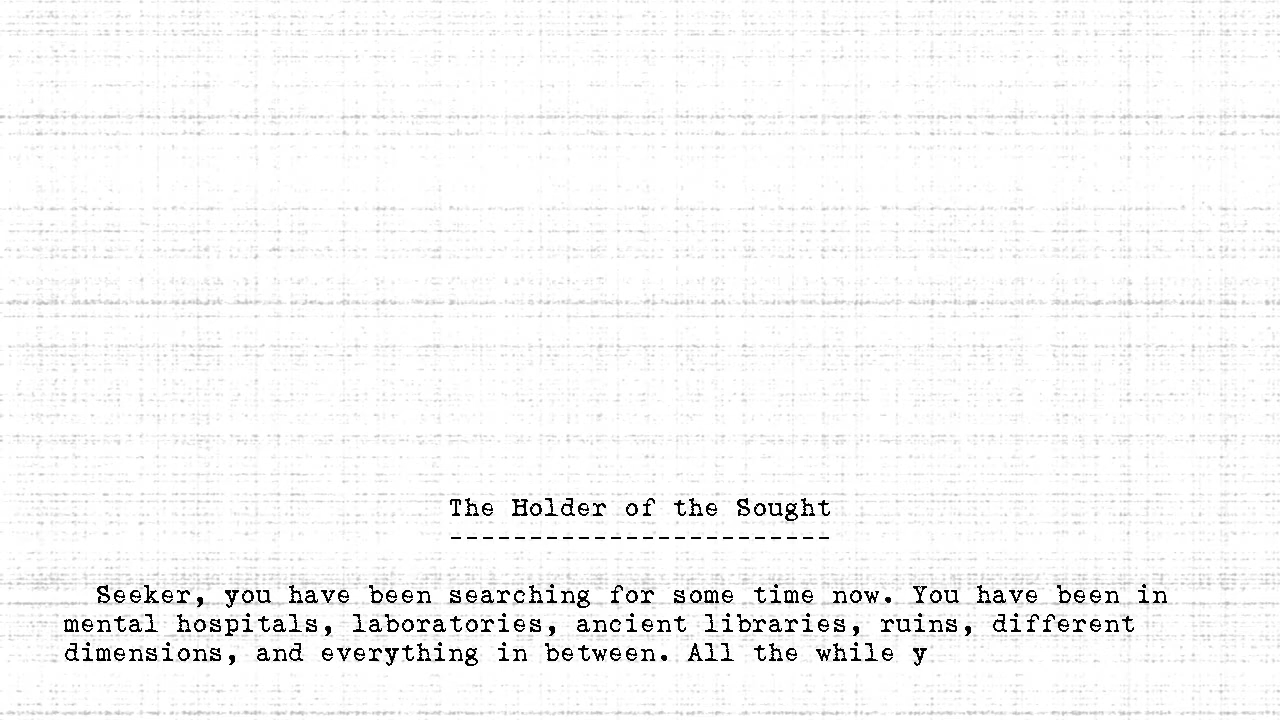 The Holder of the Sought
------------------------
Seeker, you have been searching for some time now. You have been in
mental hospitals, laboratories, ancient libraries, ruins, different
dimensions, and everything in between. All the while y